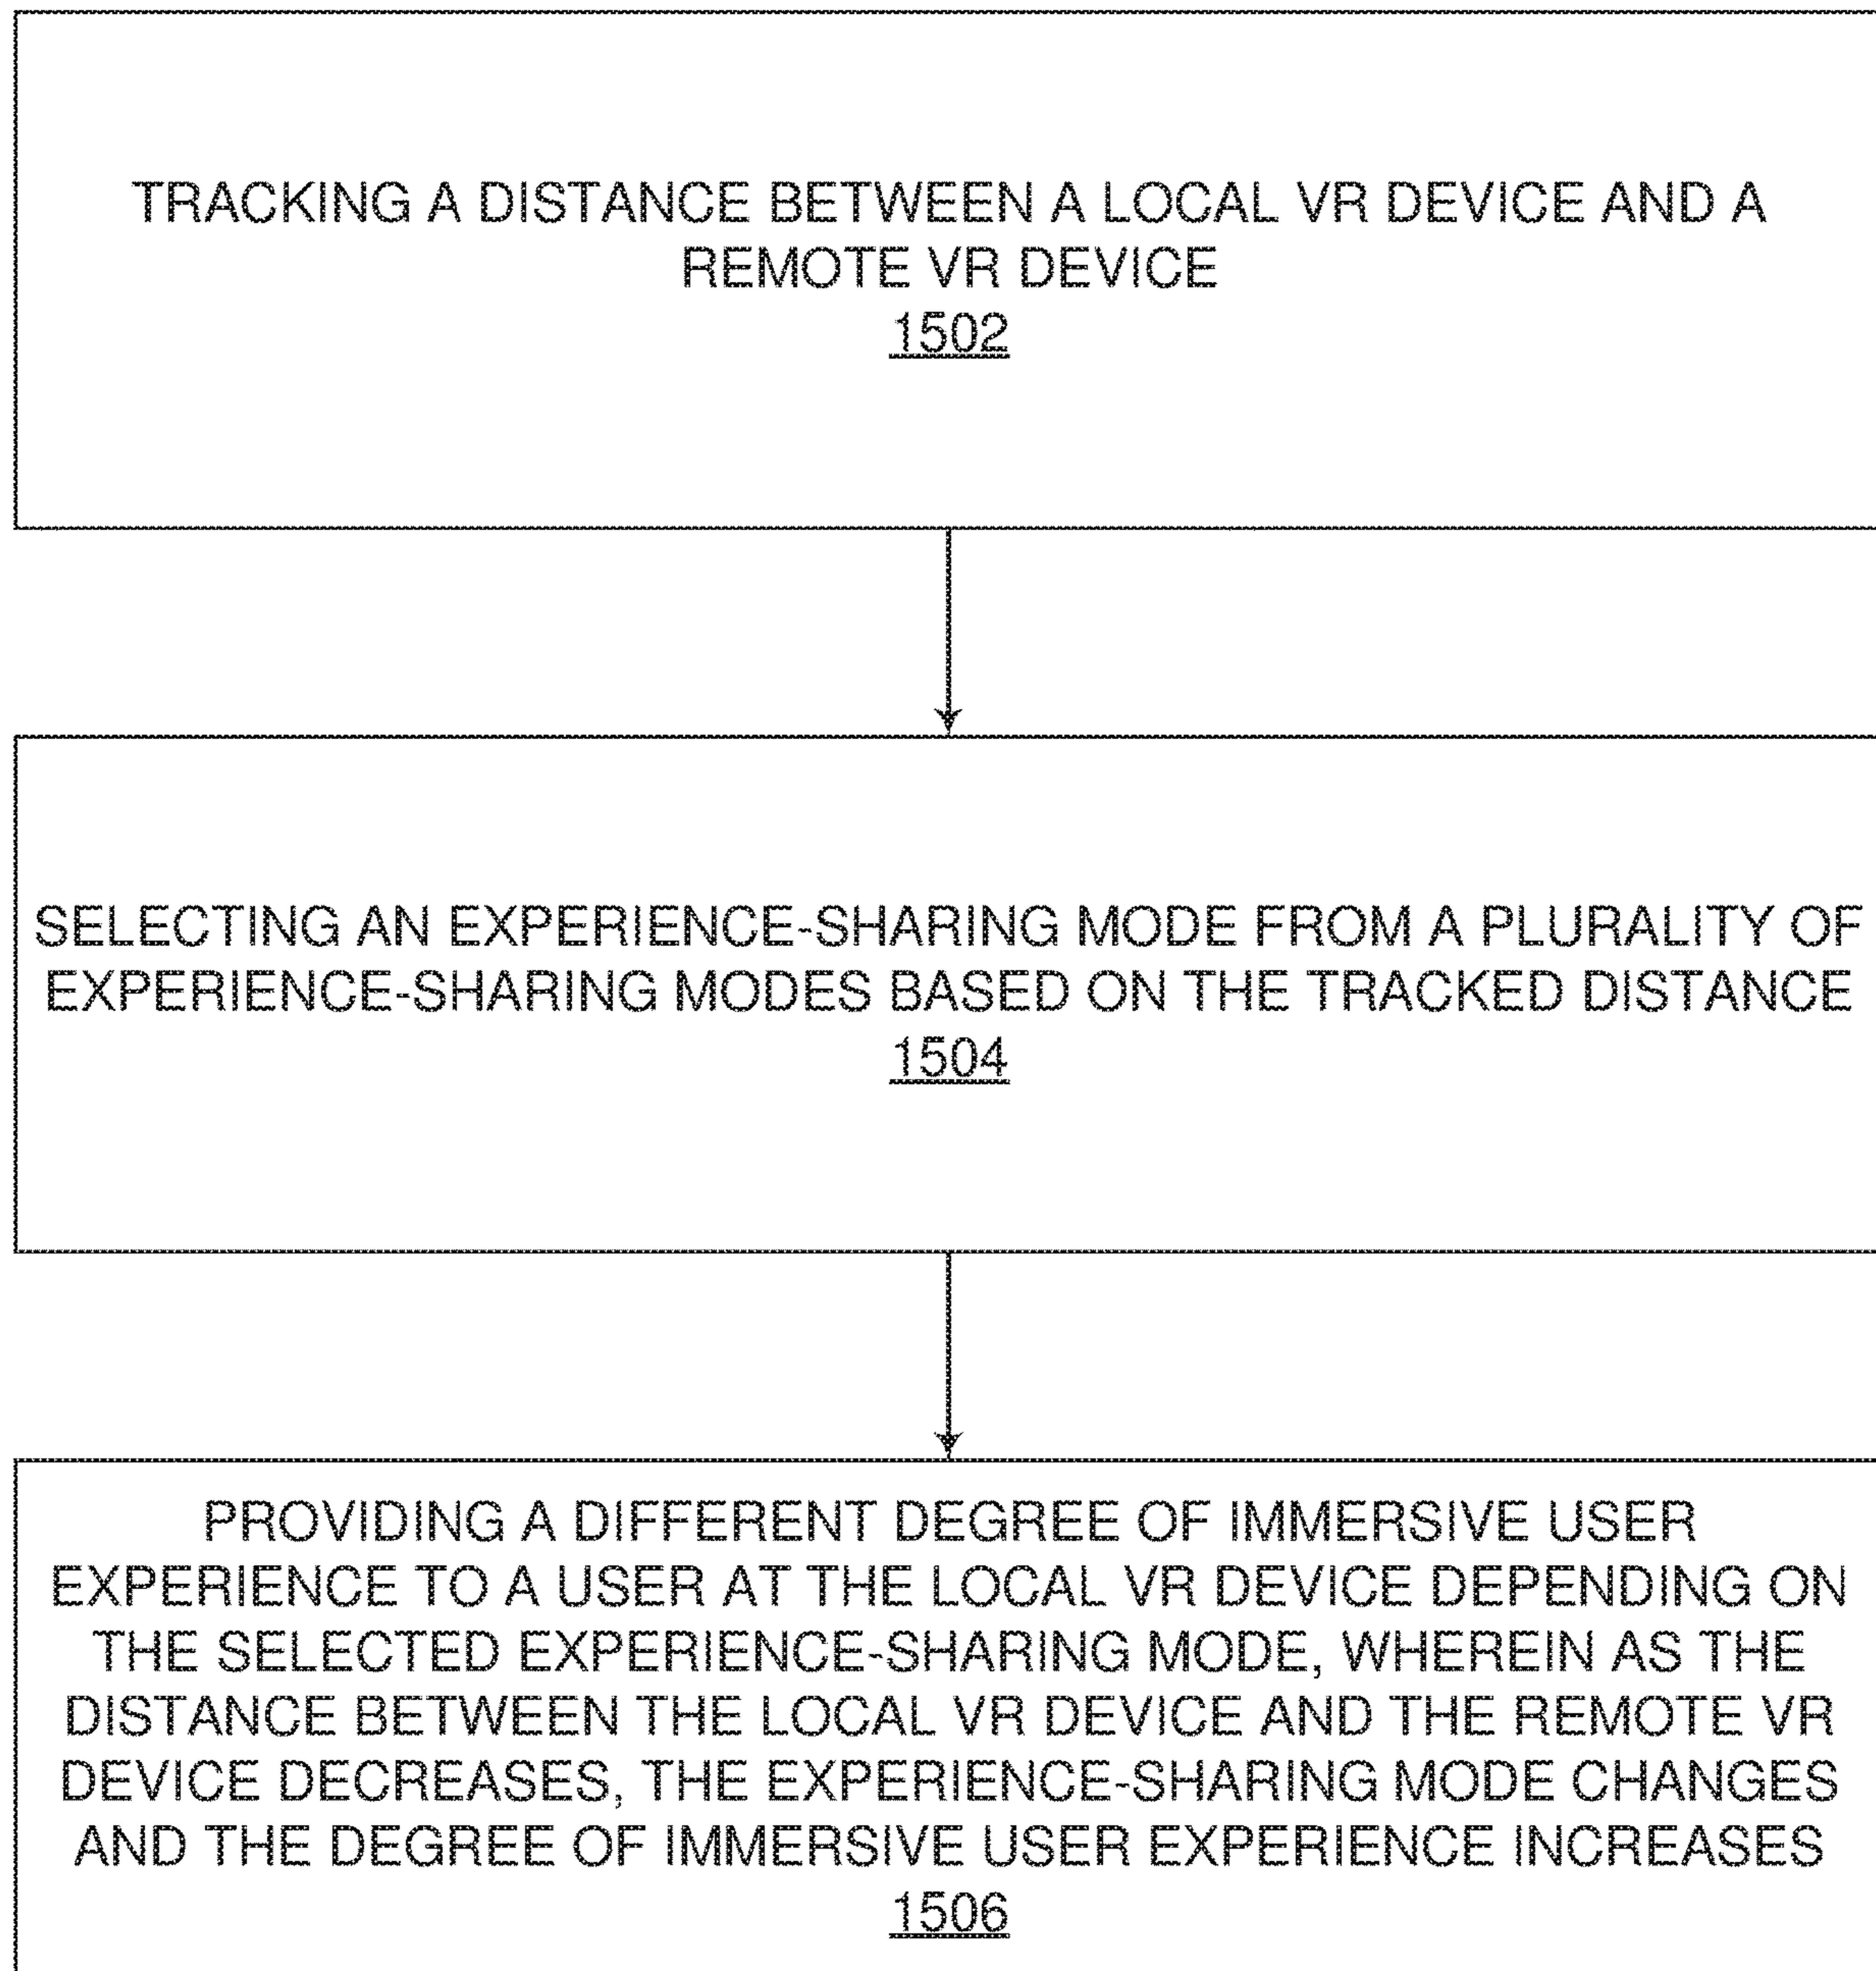 TRACKING A DISTANCE BETWEEN A LOCAL VR DEVICE AND A
REMOTE VR DEVICE
1502
SELECTING AN EXPERIENCE-SHARING MODE FROM A PLURALITY OF
EXPERIENCE-SHARING MODES BASED ON THE TRACKED DISTANCE
1504
PROVIDING A DIFFERENT DEGREE OF IMMERSIVE USER
EXPERIENCE TO A USER AT THE LOCAL VR DEVICE DEPENDING ON
THE SELECTED EXPERIENCE-SHARING MODE, WHEREIN AS THE
DISTANCE BETWEEN THE LOCAL VR DEVICE AND THE REMOTE VR
DEVICE DECREASES, THE EXPERIENCE-SHARING MODE CHANGES
AND THE DEGREE OF IMMERSIVE USER EXPERIENCE INCREASES
1506